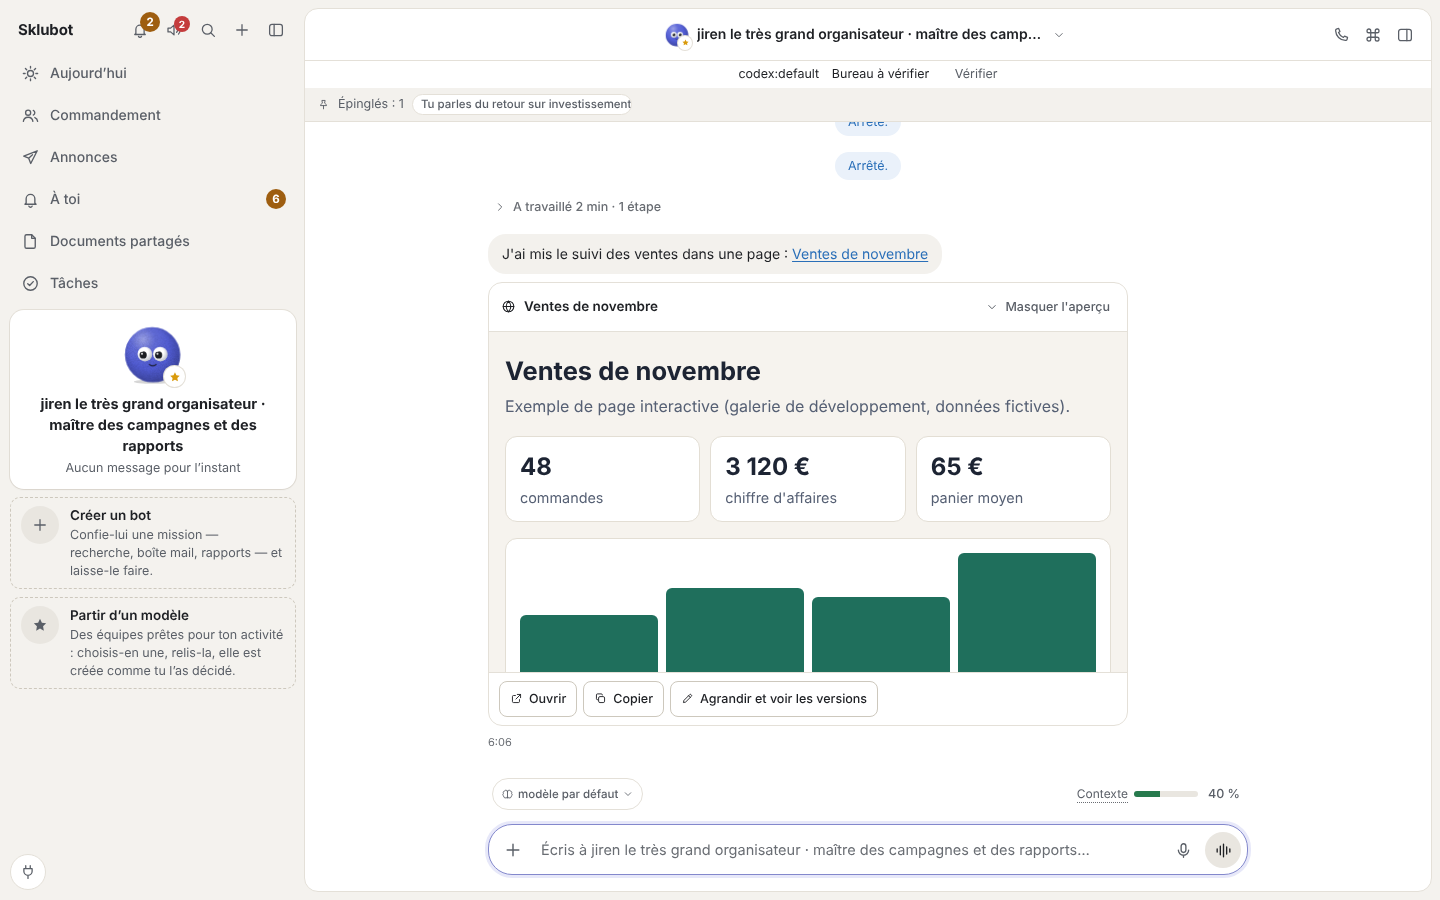 Sklubot
2
2
Aujourd’hui
Commandement
Annonces
À toi
6
Documents partagés
Tâches
jiren le très grand organisateur ·
maître des campagnes et des
rapports
Aucun message pour l’instant
Créer un bot
Confie-lui une mission —
recherche, boîte mail, rapports — et
laisse-le faire.
Partir d’un modèle
Des équipes prêtes pour ton activité
: choisis-en une, relis-la, elle est
créée comme tu l’as décidé.
jiren le très grand organisateur · maître des camp…
codex:default Bureau à vérifier Vérifier
Épinglés : 1 Tu parles du retour sur investissement
Arrêté.
Arrêté.
A travaillé 2 min · 1 étape
J'ai mis le suivi des ventes dans une page : Ventes de novembre
Ventes de novembre
Masquer l'aperçu
Ventes de novembre
Exemple de page interactive (galerie de développement, données fictives).
48
commandes
3 120 €
chiffre d'affaires
65 €
panier moyen
Ouvrir
Copier
Agrandir et voir les versions
6:06
modèle par défaut
Contexte 40 %
Écris à jiren le très grand organisateur · maître des campagnes et des rapports…